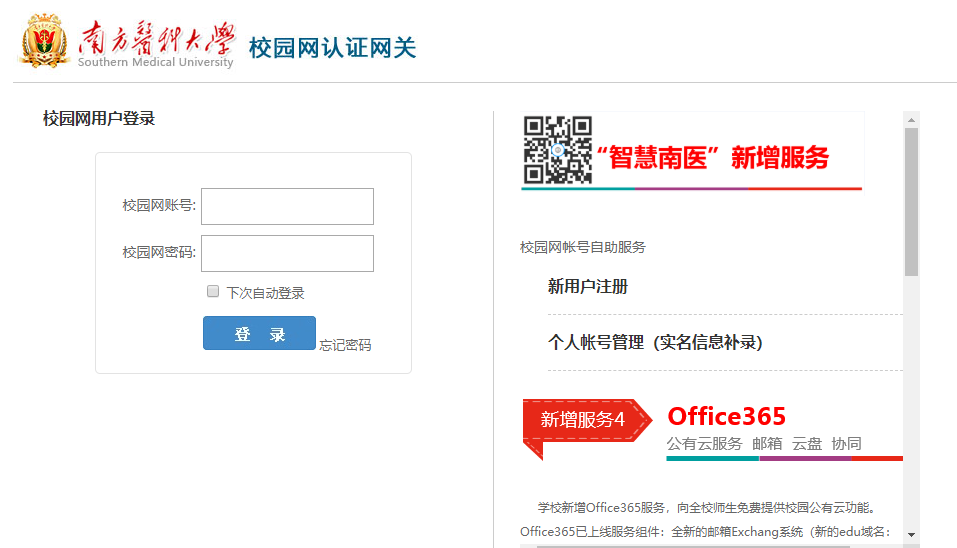 南方醫科大學
Southern Medical University
校园网认证网关
校园网用户登录
校园网账号:
校园网密码:
下次自动登录
登 录
忘记密码
“智慧南医”新增服务
校园网帐号自助服务
新用户注册
个人帐号管理（实名信息补录）
新增服务4
Office365
公有云服务 邮箱 云盘 协同
学校新增Office365服务，向全校师生免费提供校园公有云功能。
Office365已上线服务组件：全新的邮箱Exchang系统（新的edu域名：